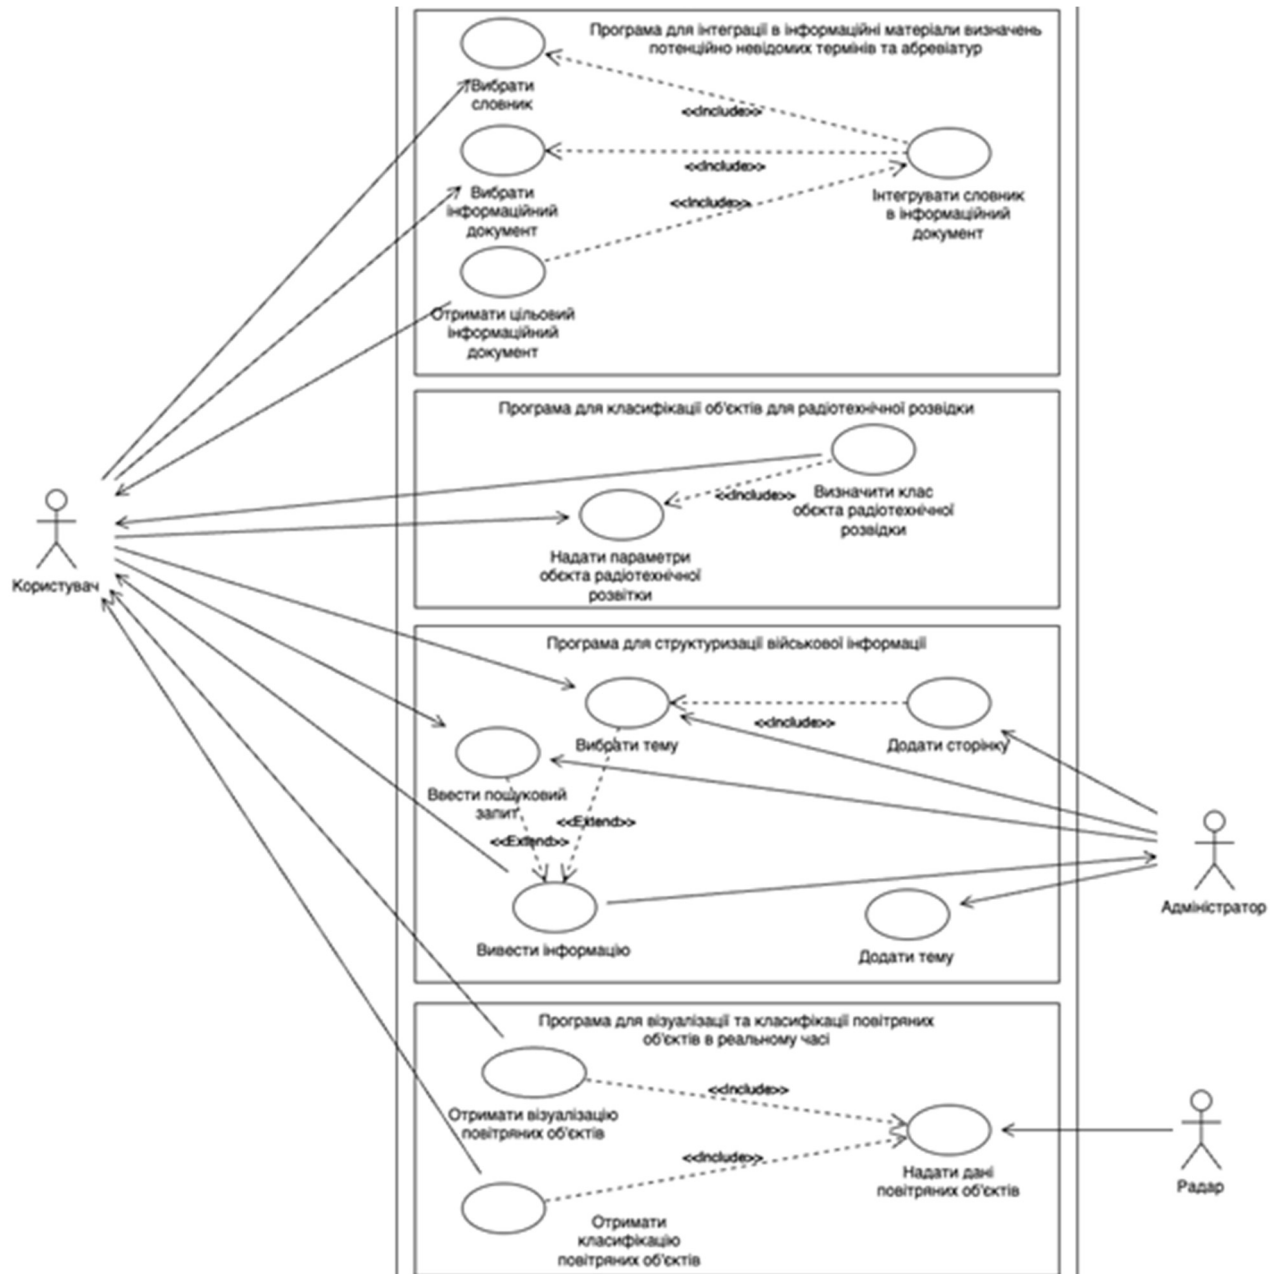 Програма для інтеграції в інформаційні матеріали визначень
потенційно невідомих термінів та абревіатур
Вибрати
словник
<<Include>>
<<Include>>
Вибрати
інформаційний
документ
<<Include>>
Інтегрувати словник
в інформаційний
документ
Отримати цільовий
інформаційний
документ
Програма для класифікації об'єктів для радіотехнічної розвідки
<<Include>>
Визначити клас
обєкта радіотехнічної
розвідки
Надати параметри
обєкта радіотехнічної
розвітки
Користувач
Програма для структуризації військової інформації
<<Include>>
Вибрати тему
Додати сторінку
Ввести пошуковий
запит
<<Extend>>
<<Extend>>
Вивести інформацію
Додати тему
Адміністратор
Програма для візуалізації та класифікації повітряних
об'єктів в реальному часі
<<Include>>
Отримати візуалізацію
повітряних об'єктів
<<Include>>
Надати дані
повітряних об'єктів
Радар
Отримати
класифікацію
повітряних об'єктів